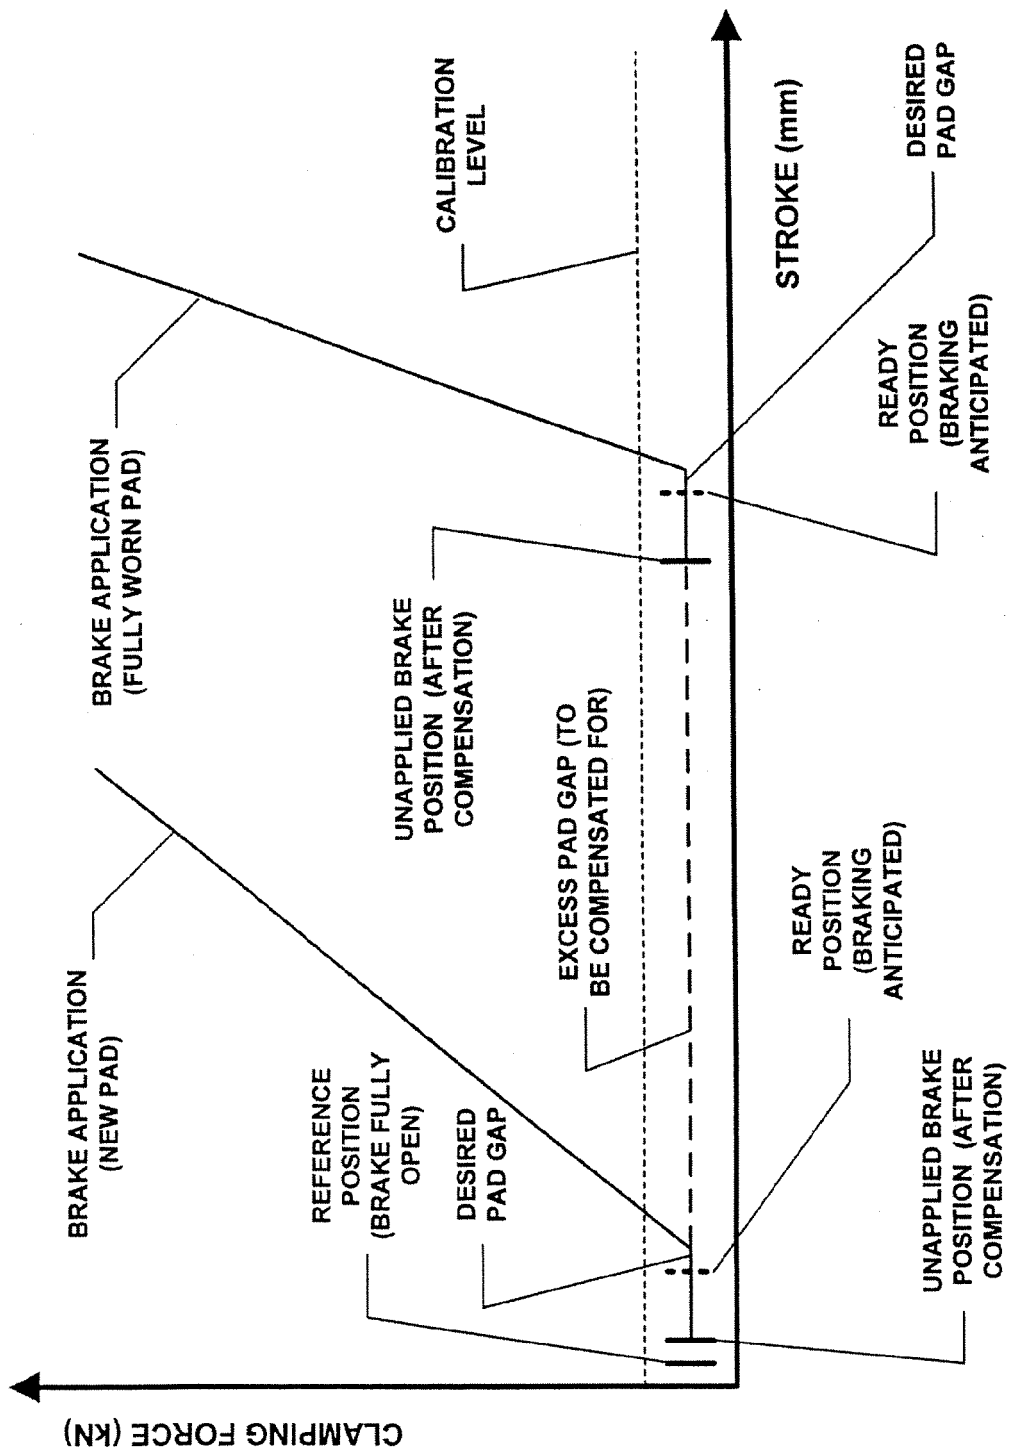 CLAMPING FORCE (kN)
BRAKE APPLICATION
(NEW PAD)
BRAKE APPLICATION
(FULLY WORN PAD)
REFERENCE
POSITION
(BRAKE FULLY
OPEN)
DESIRED
PAD GAP
UNAPPLIED BRAKE
POSITION (AFTER
COMPENSATION)
CALIBRATION
LEVEL
EXCESS PAD GAP (TO
BE COMPENSATED FOR)
STROKE (mm)
UNAPPLIED BRAKE
POSITION (AFTER
COMPENSATION)
READY
POSITION
(BRAKING
ANTICIPATED)
READY
POSITION
(BRAKING
ANTICIPATED)
DESIRED
PAD GAP